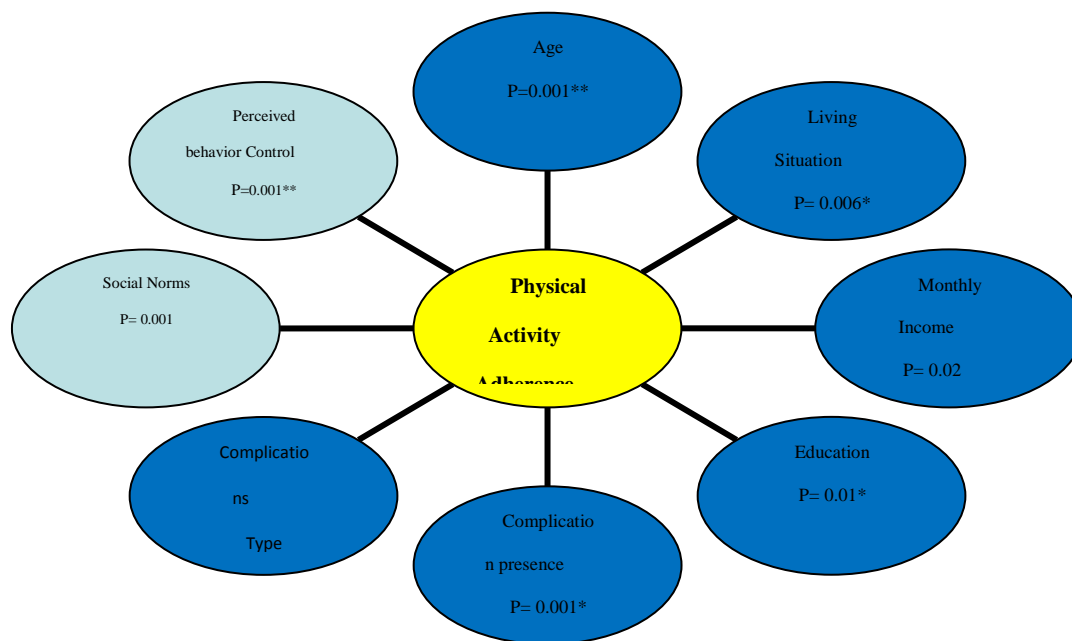 Age
P=0.001**
Perceived
behavior Control
P=0.001**
Living
Situation
P= 0.006*
Social Norms
P= 0.001
Physical
Activity
Adherence
Monthly
Income
P= 0.02
Complicatio
ns
Type
Education
P= 0.01*
Complicatio
n presence
P= 0.001*